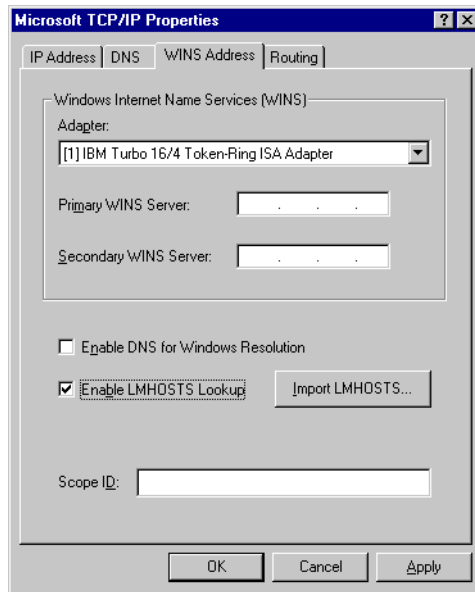 Microsoft TCP/IP Properties
IP Address DNS WINS Address Routing
Windows Internet Name Services (WINS)
Adapter:
[1] IBM Turbo 16/4 Token-Ring ISA Adapter
Primary WINS Server: . . .
Secondary WINS Server: . . .
Enable DNS for Windows Resolution
Enable LMHOSTS Lookup Import LMHOSTS...
Scope ID:
OK Cancel Apply